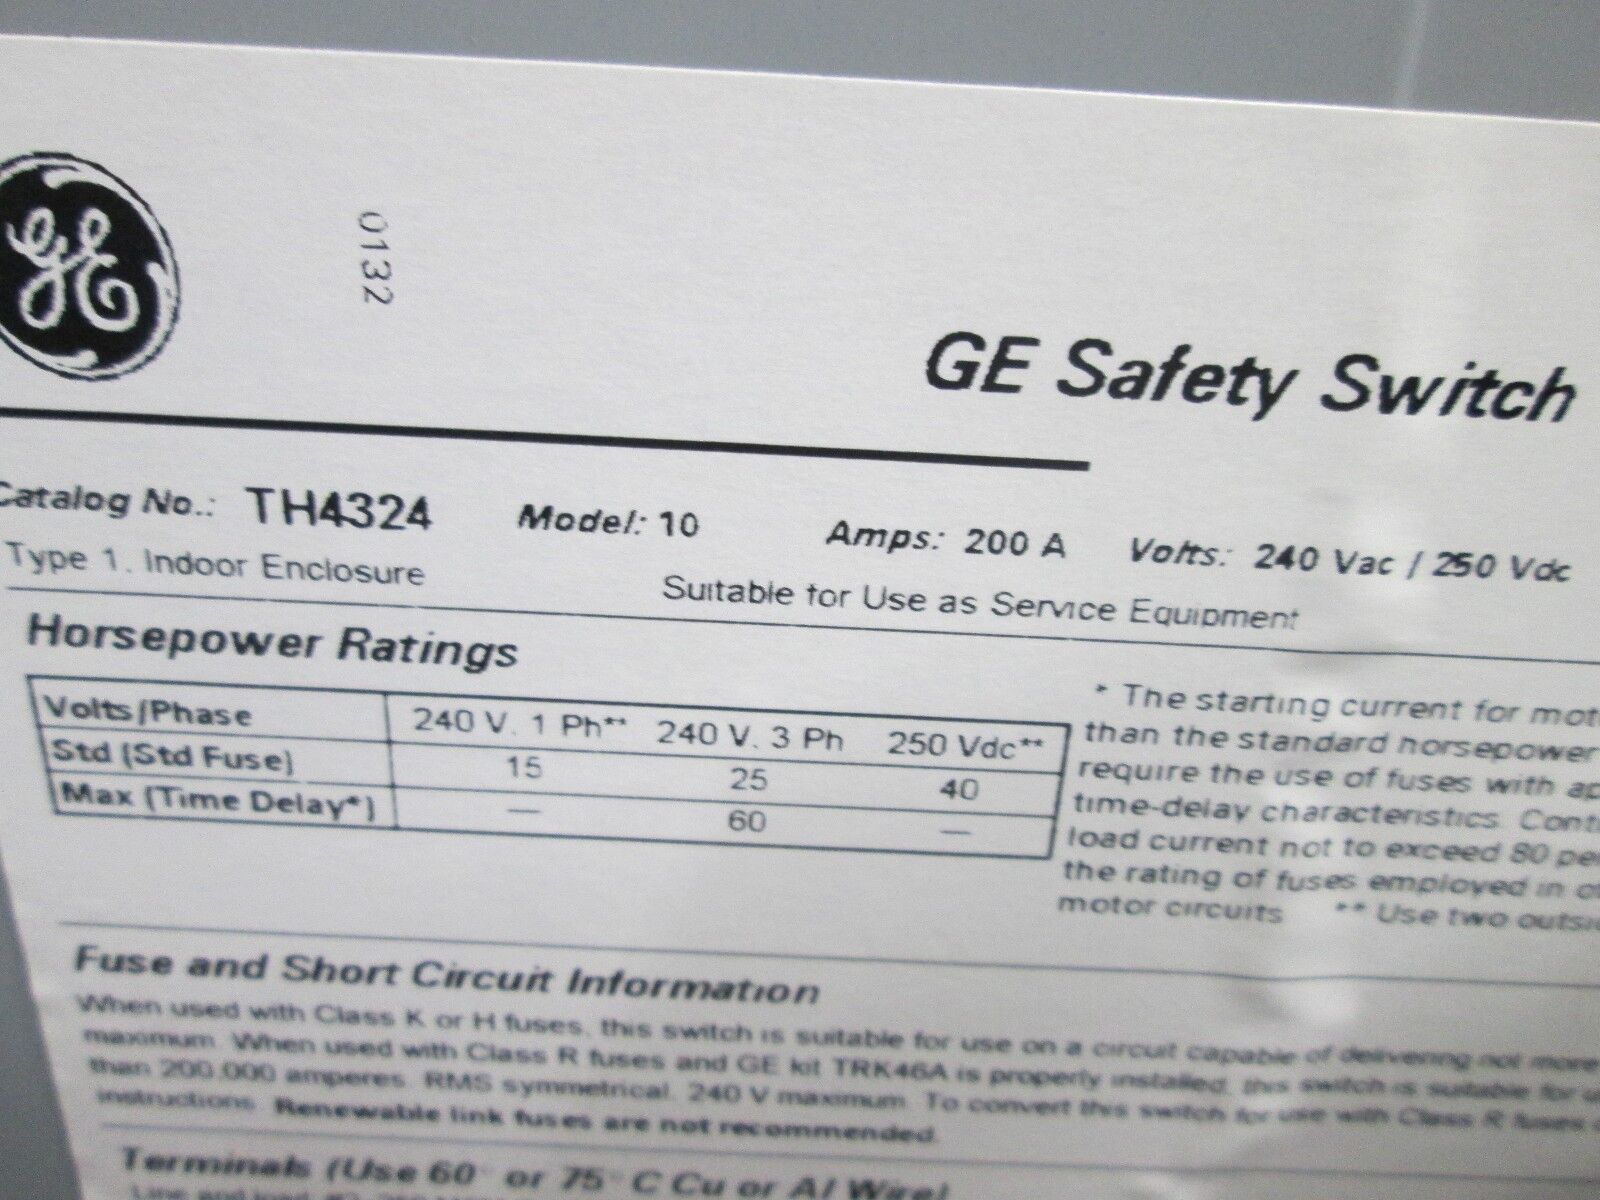 GE
0132
GE Safety Switch
Catalog No.: TH4324 Model: 10 Amps: 200 A Volts: 240 Vac / 250 Vdc
Type 1. Indoor Enclosure Suitable for Use as Service Equipment
Horsepower Ratings
Volts/Phase 240 V. 1 Ph** 240 V. 3 Ph 250 Vdc**
Std (Std Fuse) 15 25 40
Max (Time Delay*) — 60 —
* The starting current for
than the standard horsepower
require the use of fuses with
time-delay characteristics. 
load current not to exceed 80
the rating of fuses employed in
motor circuits ** Use two
Fuse and Short Circuit Information
When used with Class K or H fuses, this switch is suitable for use on a circuit capable of delivering not more
maximum. When used with Class R fuses and GE kit TRK46A is properly installed, this switch is suitable for
than 200,000 amperes. RMS symmetrical, 240 V maximum. To convert this switch for use with Class R fuses
instructions. Renewable link fuses are not recommended.
Terminals (Use 60° or 75° C Cu or Al Wire)
Line and load